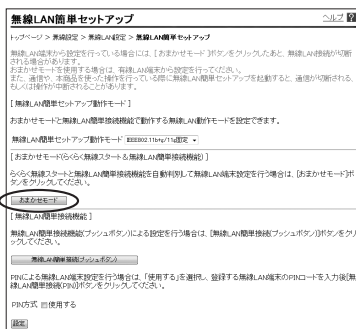 無線LAN簡単セットアップ
ヘルプ ?
トップページ > 無線設定 > 無線LAN設定 > 無線LAN簡単セットアップ
無線LAN端末から設定を行っている場合には、[おまかせモード]ボタンをクリックしたあと、無線LAN接続が切断
される場合があります。
おまかせモードを使用する場合は、有線LAN端末から設定を行ってください。
また、通信や、本商品を使った操作を行っている際に無線LAN簡単セットアップを起動すると、通信が切断される、
もしくは操作が中断されることがあります。
[無線LAN簡単セットアップ動作モード]
おまかせモードと無線LAN簡単接続機能で動作する無線LAN動作モードを設定できます。
無線LAN簡単セットアップ動作モード IEEE802.11b+g/11g固定
[おまかせモード(らくらく無線スタート&無線LAN簡単接続機能)]
らくらく無線スタートと無線LAN簡単接続機能を自動判別して無線LAN端末設定を行う場合は、[おまかせモード]ボ
タンをクリックしてください。
おまかせモード
[無線LAN簡単接続機能]
無線LAN簡単接続機能(プッシュボタン)による設定を行う場合は、[無線LAN簡単接続(プッシュボタン)]ボタンをクリ
ックしてください。
無線LAN簡単接続(プッシュボタン)
PINによる無線LAN端末設定を行う場合は、「使用する」を選択し、登録する無線LAN端末のPINコードを入力後[無
線LAN簡単接続(PIN)]ボタンをクリックしてください。
PIN方式 使用する
設定